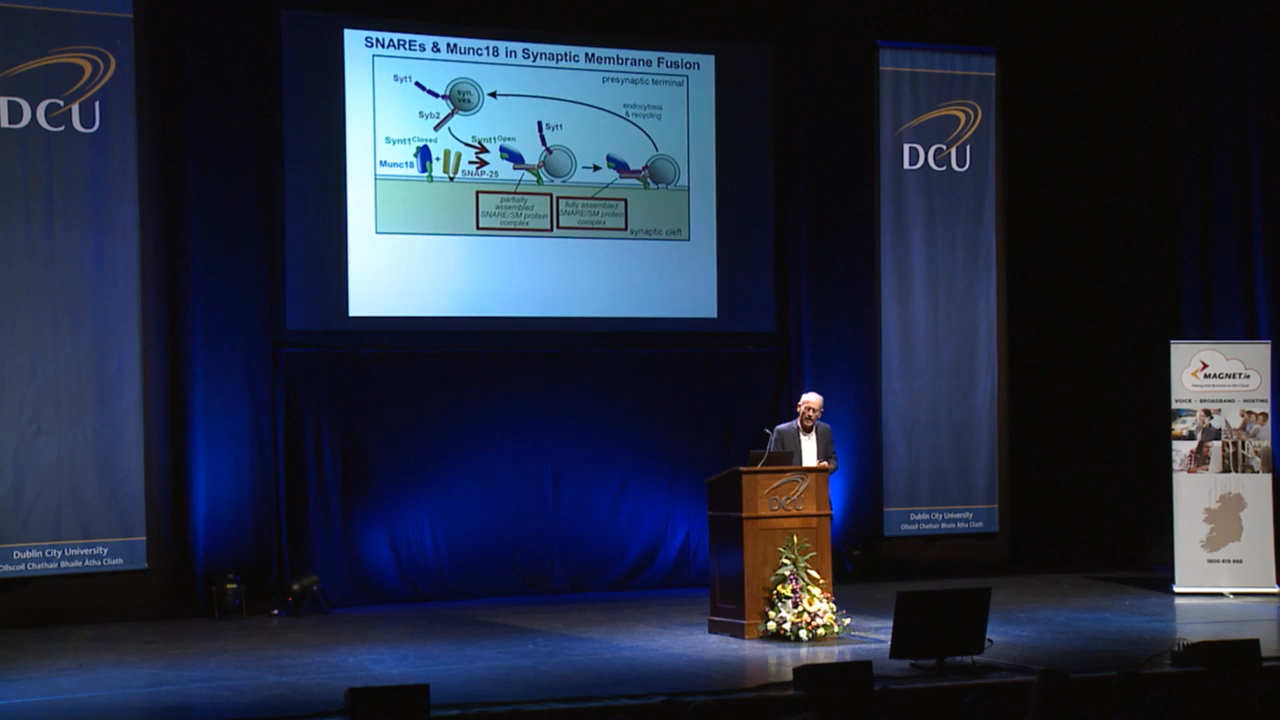 DCU
Dublin City University
Ollscoil Chathair Bhaile Átha Cliath
SNAREs & Munc18 in Synaptic Membrane Fusion
presynaptic terminal
Syt1
syn.
ves.
Syb2
endocytosis
& recycling
Synt1Closed
Synt1Open
Syt1
Munc18
+
SNAP-25
partially
assembled
SNARE/SM protein
complex
fully assembled
SNARE/SM protein
complex
synaptic cleft
DCU
Dublin City University
Ollscoil Chathair Bhaile Átha Cliath
DCU
MAGNET.ie
VOICE - BROADBAND - HOSTING